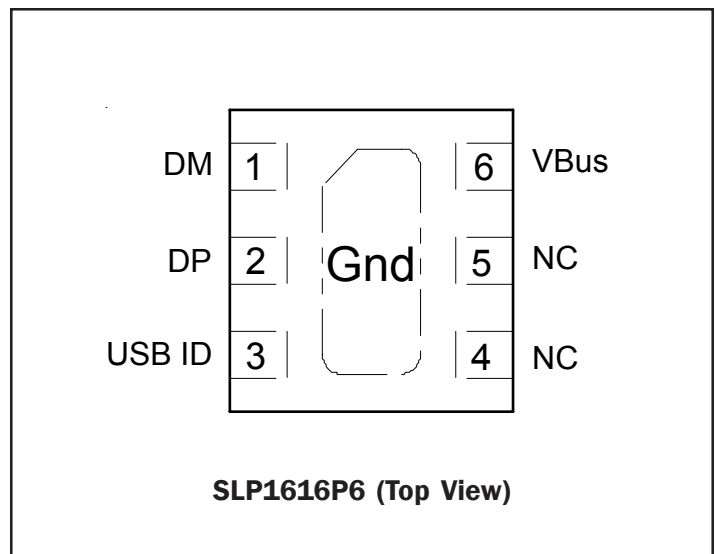 DM 1 6 VBus
DP 2 Gnd 5 NC
USB ID 3 4 NC
SLP1616P6 (Top View)